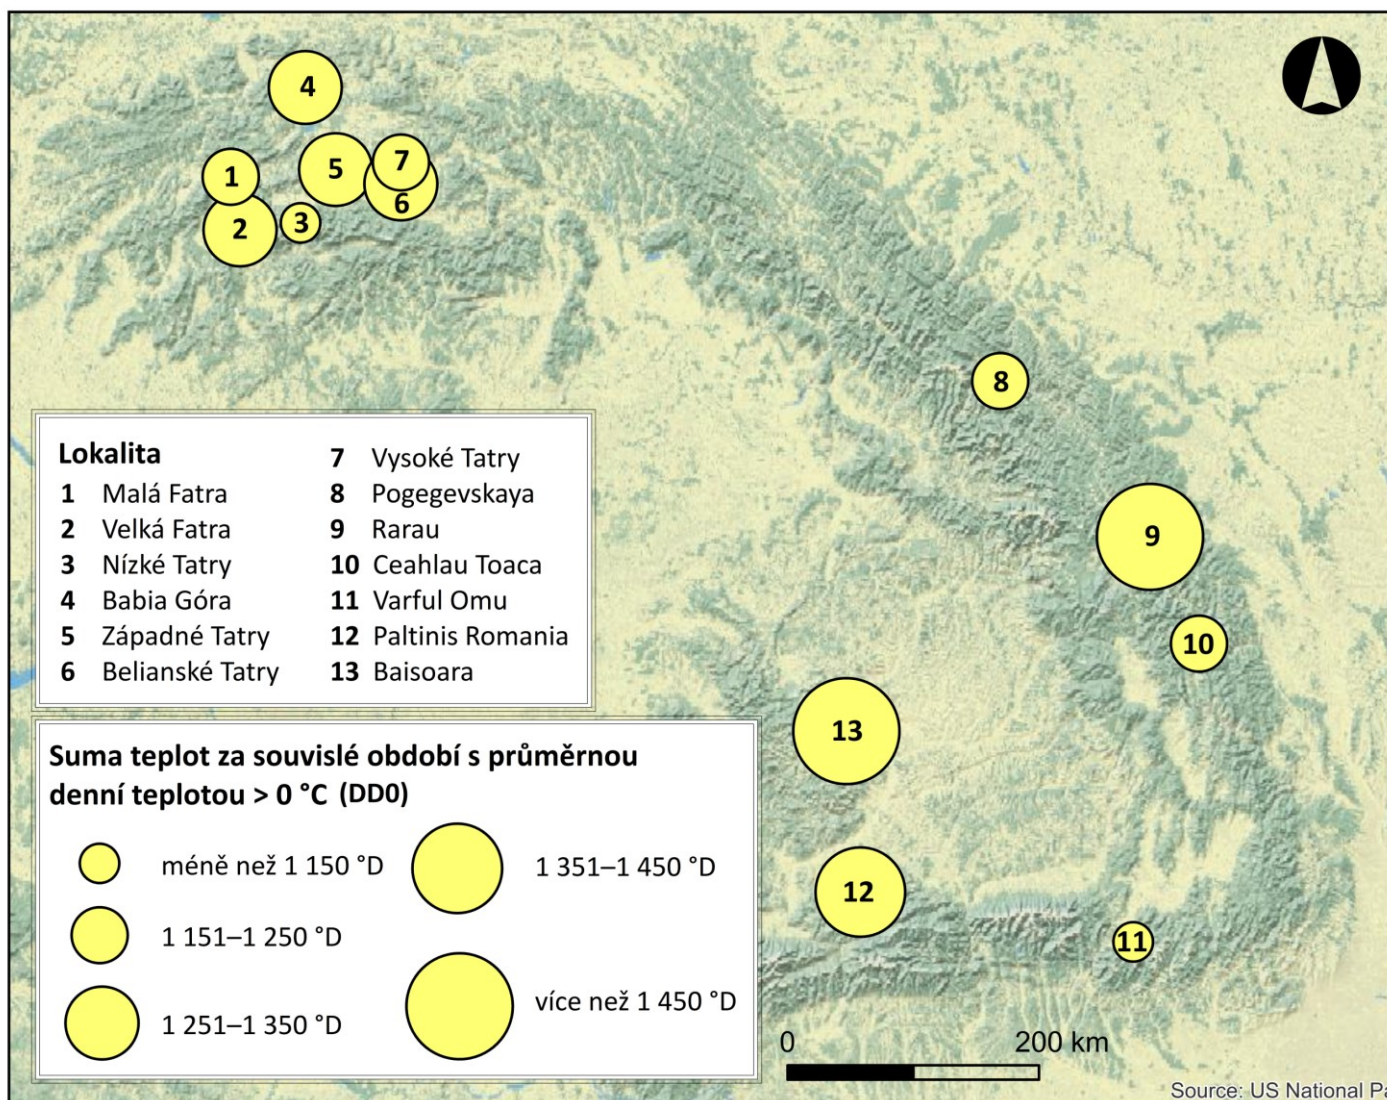 4
1
5
7
6
2
3
8
9
10
13
12
11
Lokalita
1 Malá Fatra
2 Velká Fatra
3 Nízké Tatry
4 Babia Góra
5 Západné Tatry
6 Belianské Tatry
7 Vysoké Tatry
8 Pogegevskaya
9 Rarau
10 Ceahlau Toaca
11 Varful Omu
12 Paltinis Romania
13 Baisoara
Suma teplot za souvislé období s průměrnou
denní teplotou > 0 °C (DD0)
méně než 1 150 °D
1 151–1 250 °D
1 251–1 350 °D
1 351–1 450 °D
více než 1 450 °D
0 200 km
Source: US National Pa